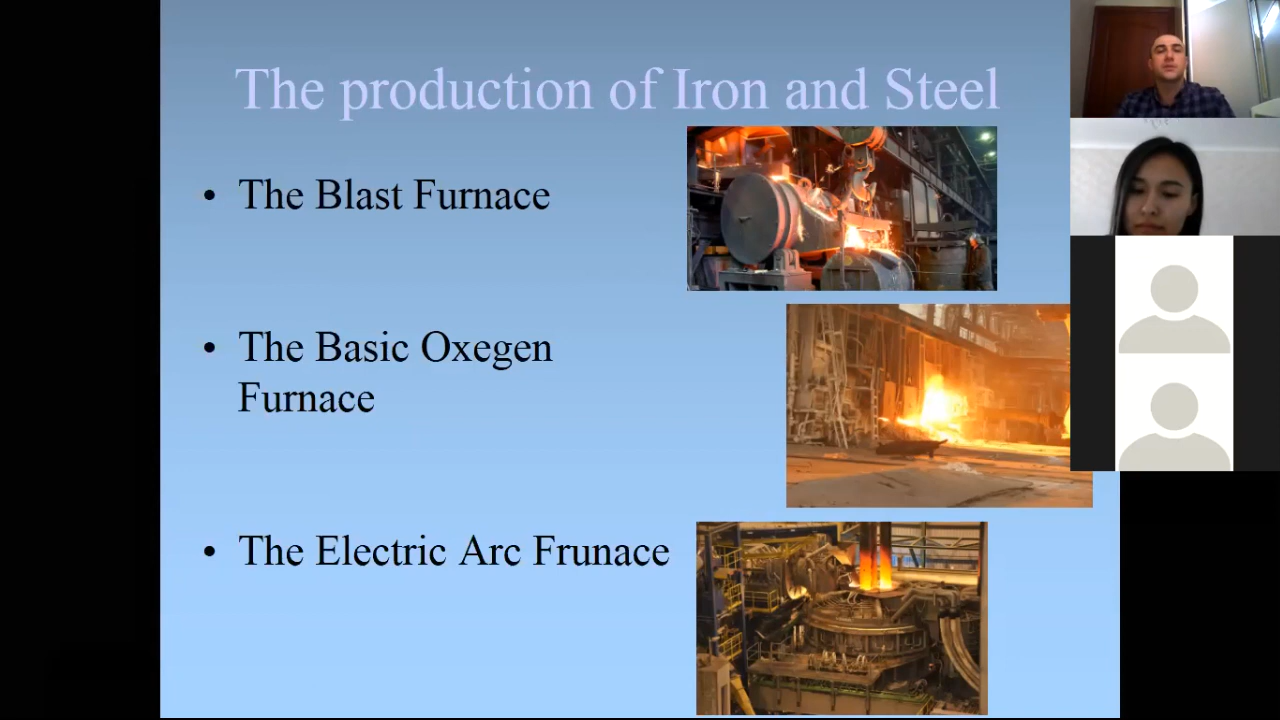 The production of Iron and Steel
• The Blast Furnace
• The Basic Oxegen
Furnace
• The Electric Arc Frunace